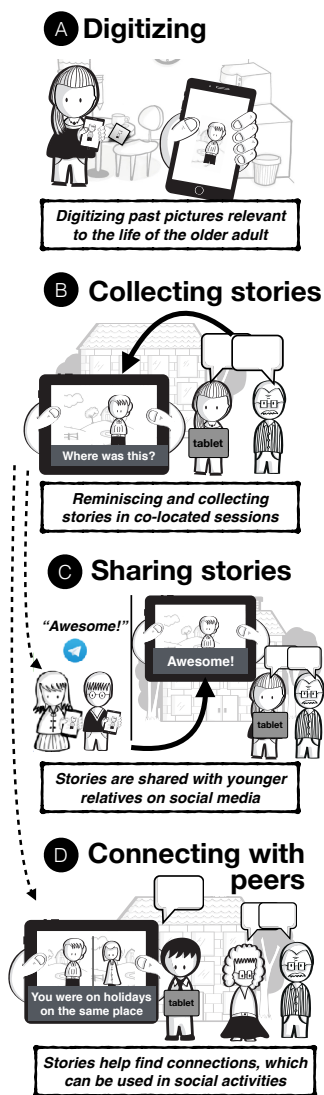 A Digitizing
Digitizing past pictures relevant
to the life of the older adult
B Collecting stories
Where was this?
tablet
Reminiscing and collecting
stories in co-located sessions
C Sharing stories
“Awesome!”
Awesome!
tablet
Stories are shared with younger
relatives on social media
D Connecting with
peers
You were on holidays
on the same place
tablet
Stories help find connections, which
can be used in social activities